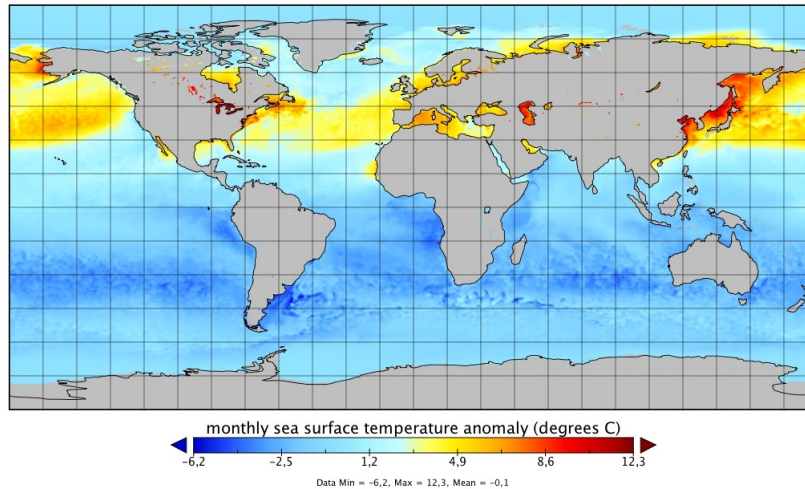 monthly sea surface temperature anomaly (degrees C)
−6,2 −2,5 1,2 4,9 8,6 12,3
Data Min = −6,2, Max = 12,3, Mean = −0,1